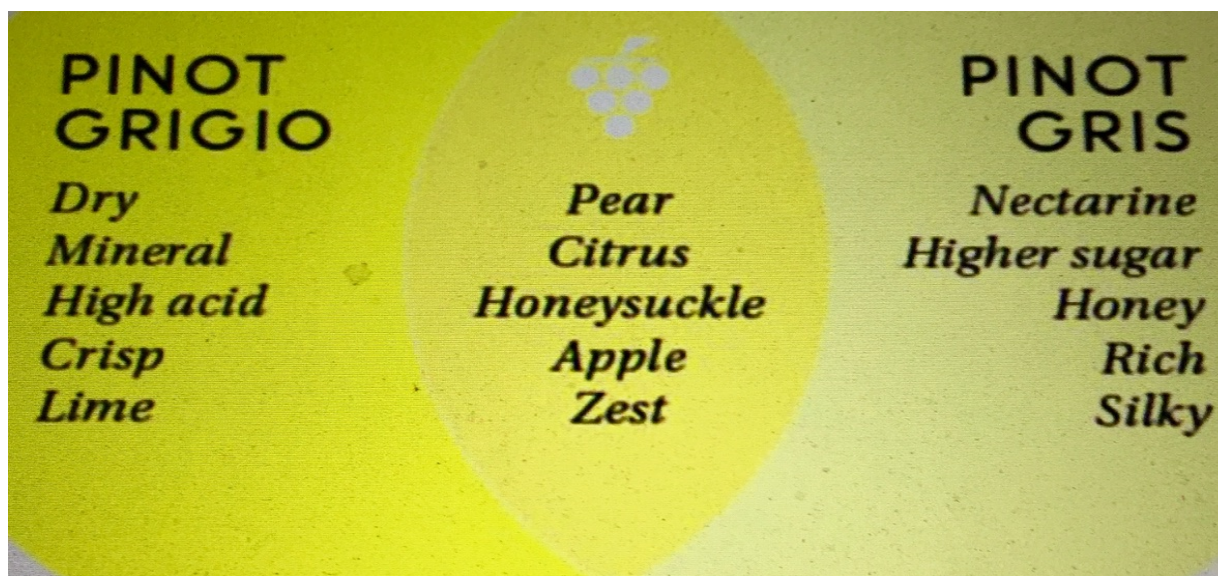 PINOT
GRIGIO
Dry
Mineral
High acid
Crisp
Lime
Pear
Citrus
Honeysuckle
Apple
Zest
PINOT
GRIS
Nectarine
Higher sugar
Honey
Rich
Silky